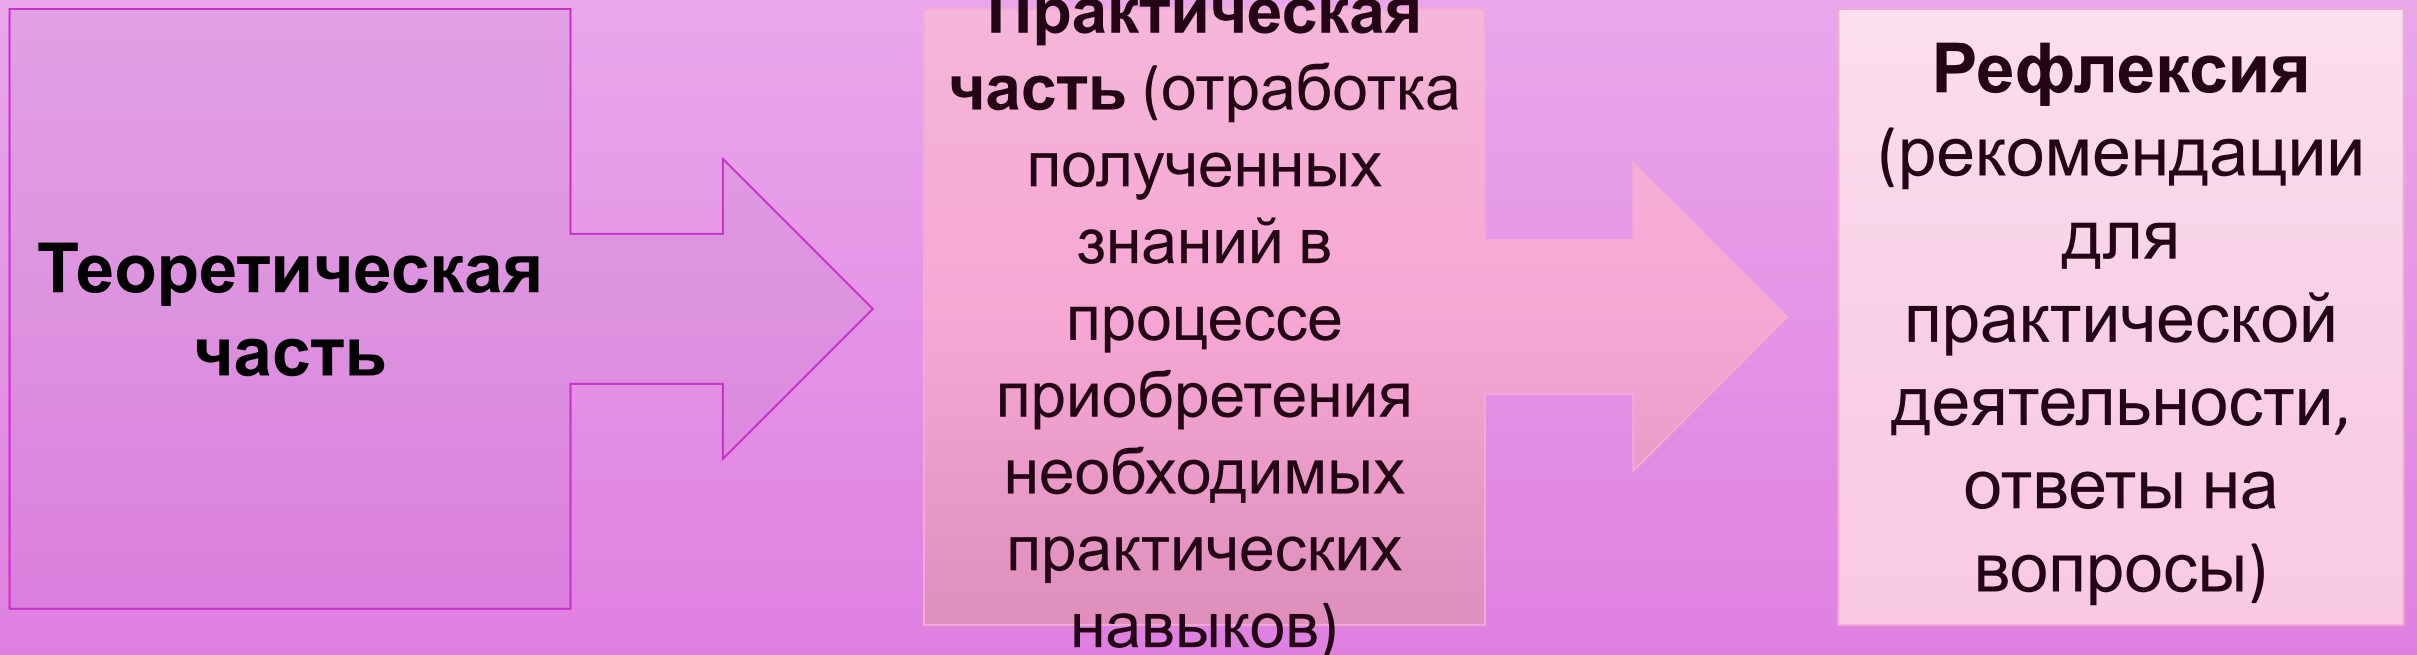 Теоретическая
часть
Практическая
часть (отработка
полученных
знаний в
процессе
приобретения
необходимых
практических
навыков)
Рефлексия
(рекомендации
для
практической
деятельности,
ответы на
вопросы)